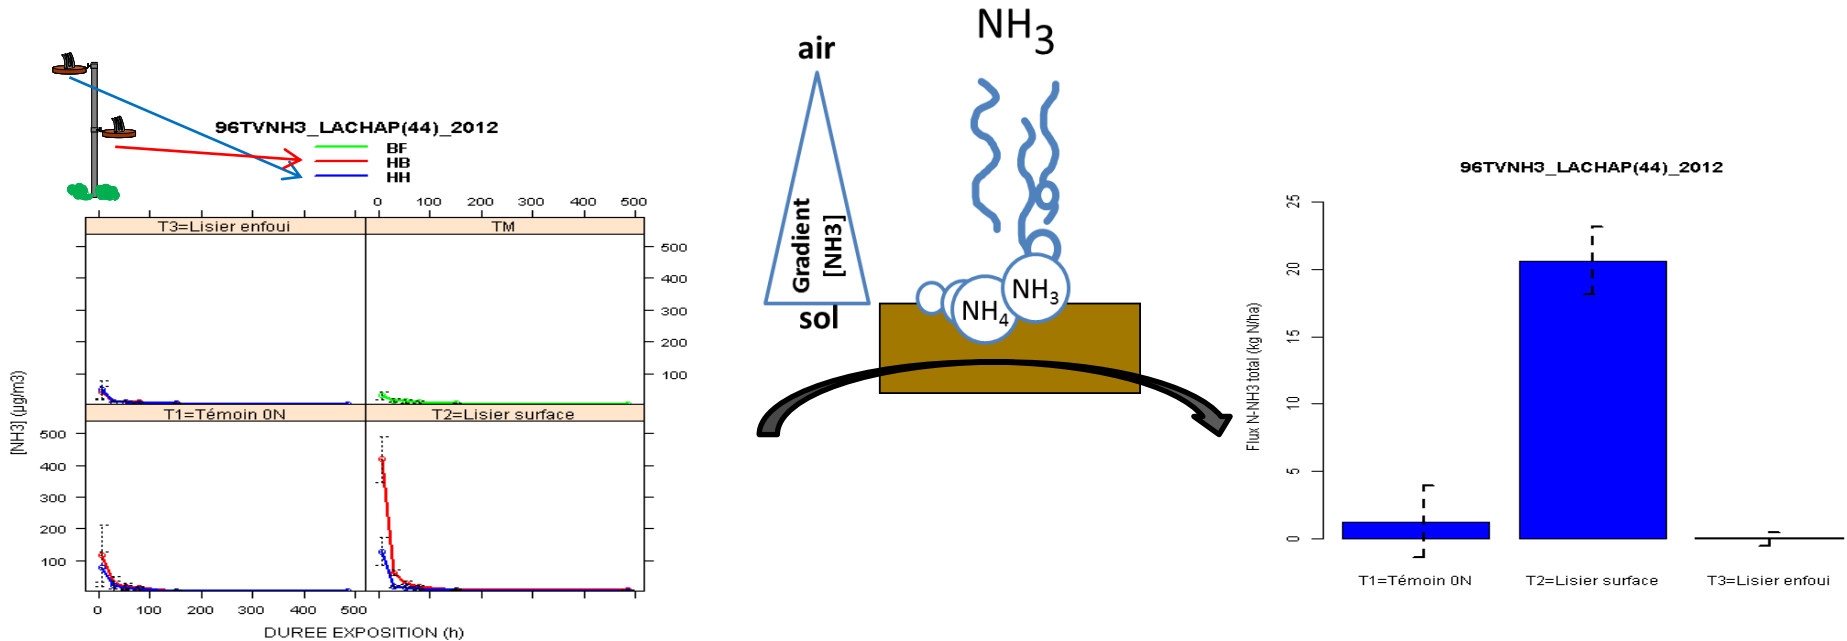 96TVNH3_LACHAP(44)_2012
BF
HB
HH
0 100 200 300 400 500
T3=Lisier enfoui
TM
500
400
300
200
100
T1=Témoin 0N
T2=Lisier surface
500
400
300
200
100
[NH3] (µg/m3)
0 100 200 300 400 500
DUREE EXPOSITION (h)
NH3
air
Gradient
[NH3]
sol
NH4
NH3
96TVNH3_LACHAP(44)_2012
Flux N-NH3 total (kg N/ha)
25
20
15
10
5
0
T1=Témoin 0N
T2=Lisier surface
T3=Lisier enfoui